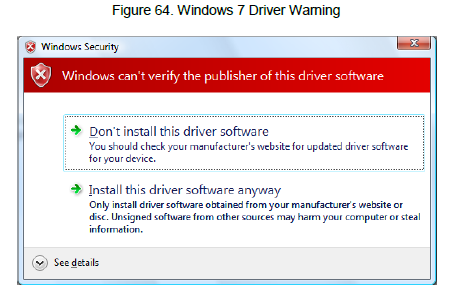 Figure 64. Windows 7 Driver Warning
Windows Security
Windows can't verify the publisher of this driver software
Don't install this driver software
You should check your manufacturer's website for updated driver software
for your device.
Install this driver software anyway
Only install driver software obtained from your manufacturer's website or
disc. Unsigned software from other sources may harm your computer or steal
information.
See details